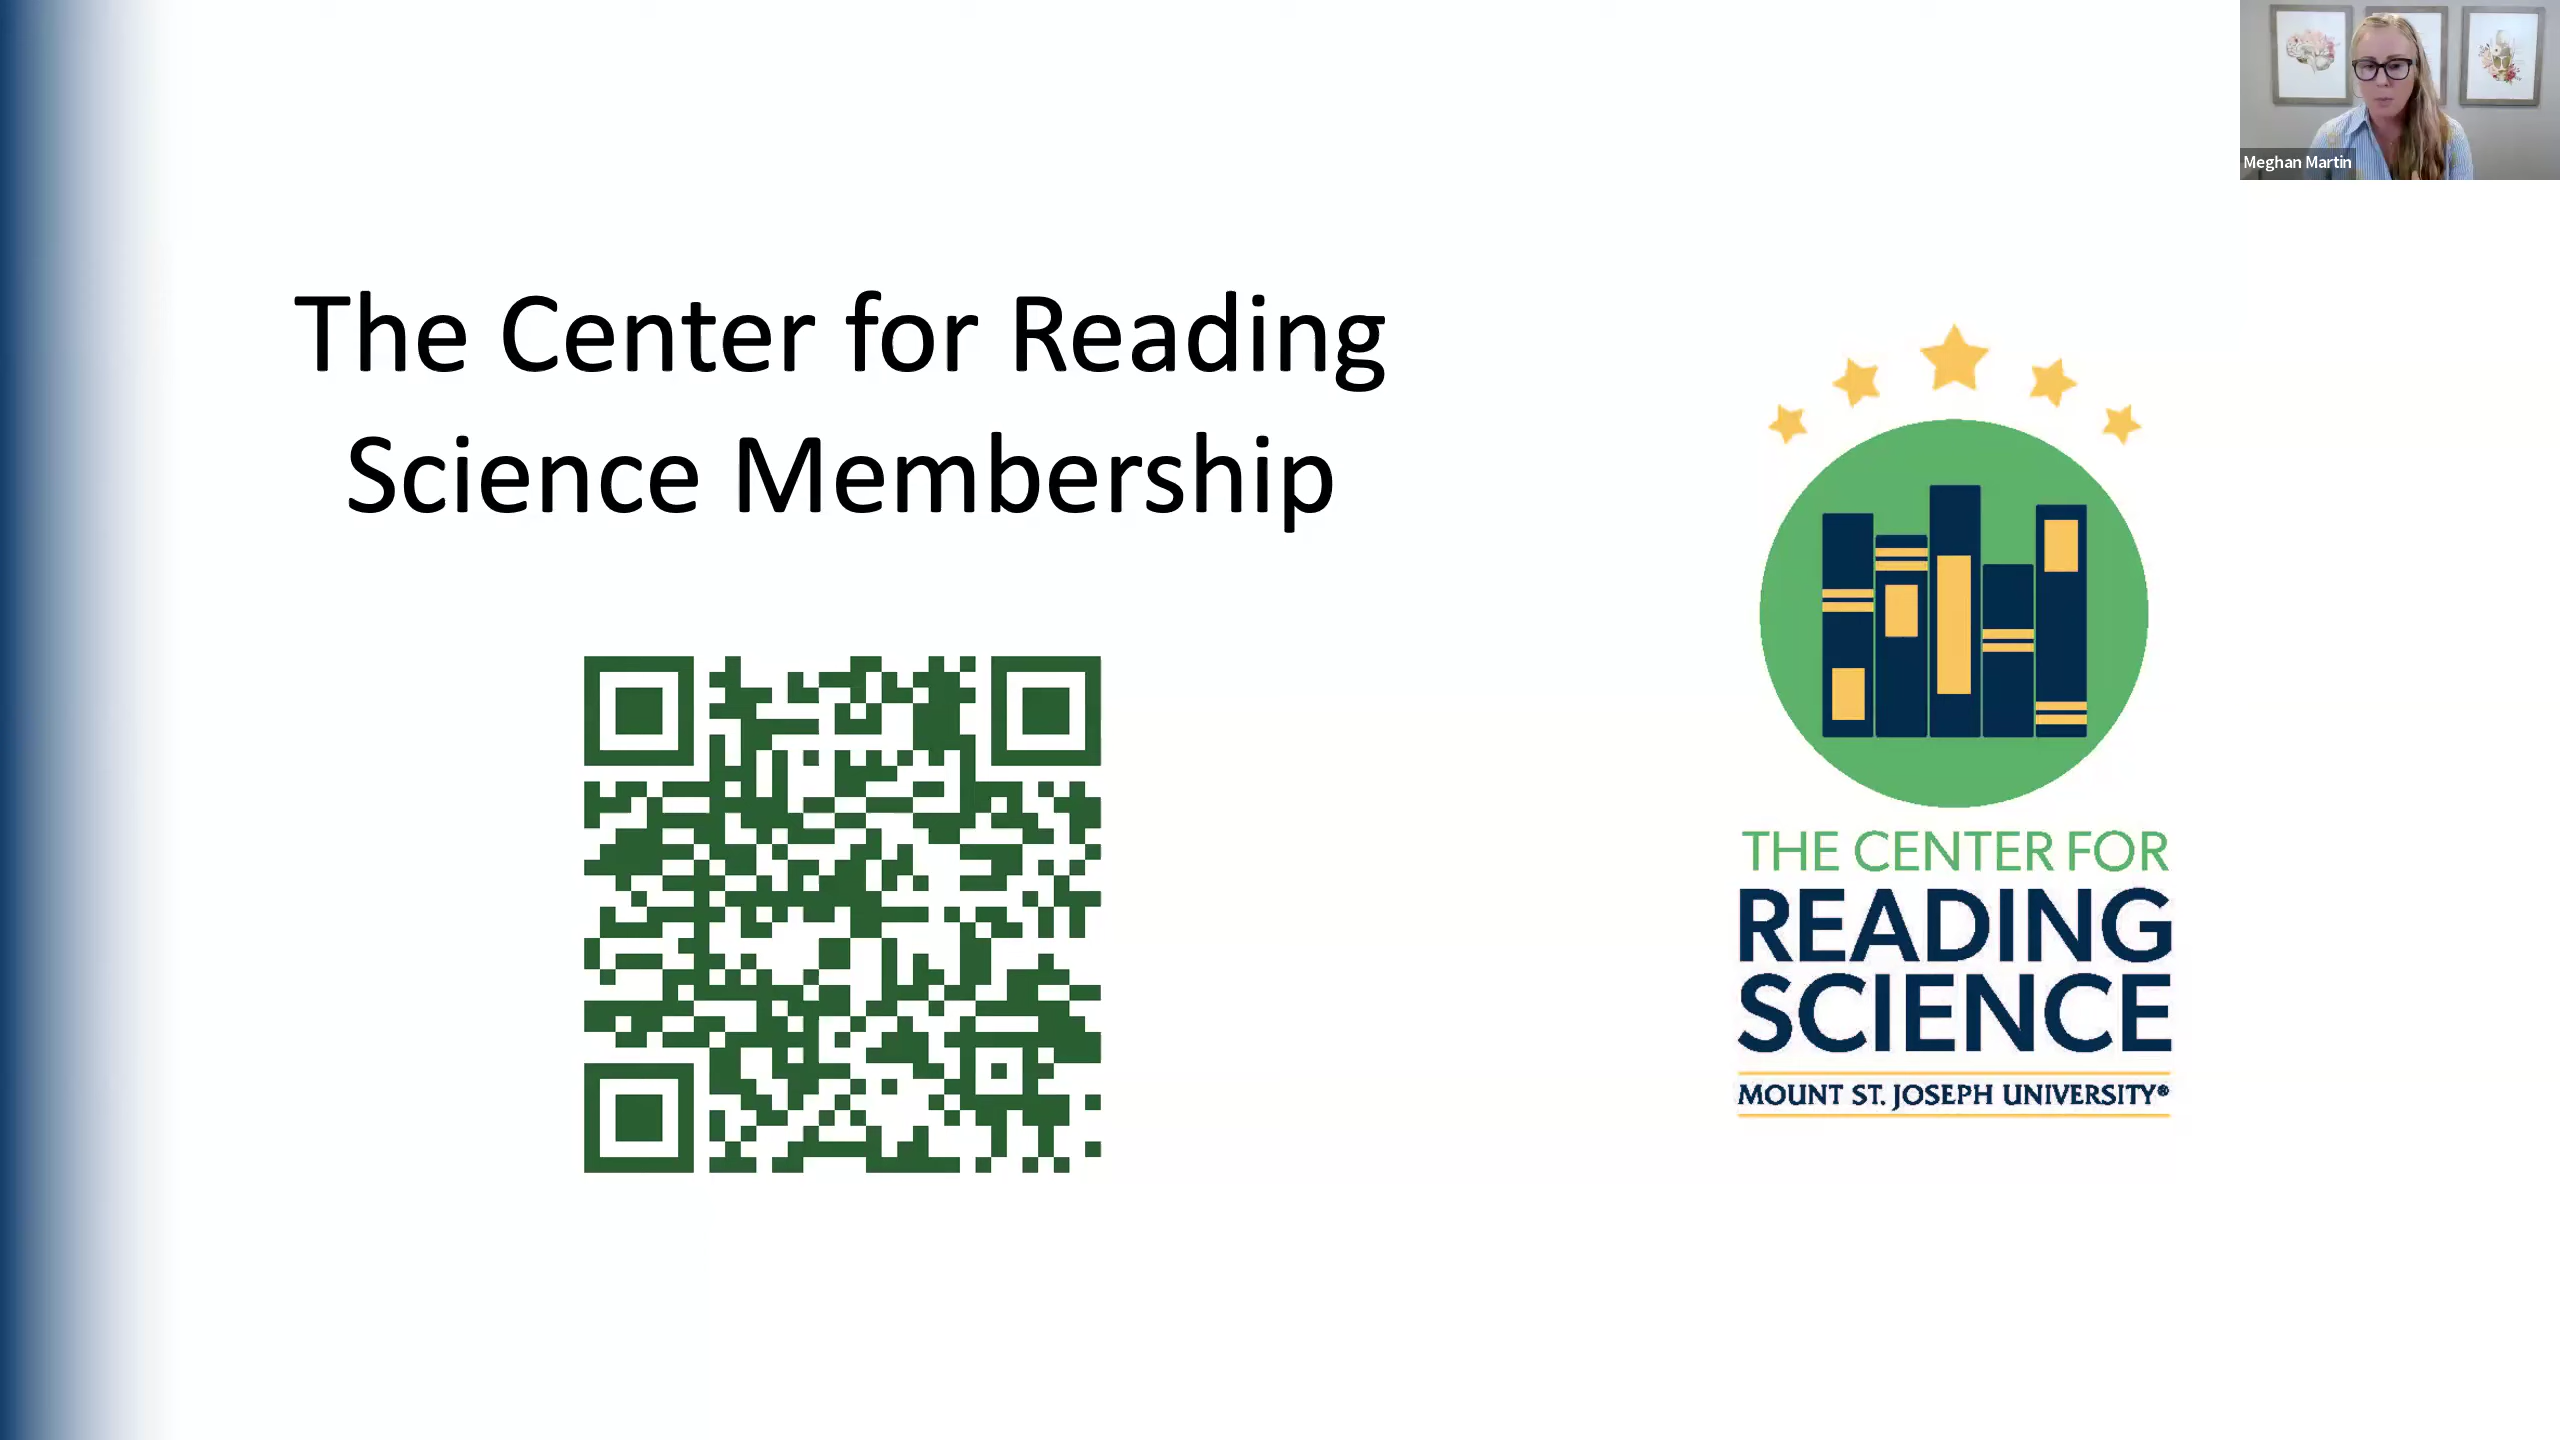 The Center for Reading
Science Membership
Meghan Martin
THE CENTER FOR
READING
SCIENCE
MOUNT ST. JOSEPH UNIVERSITY®